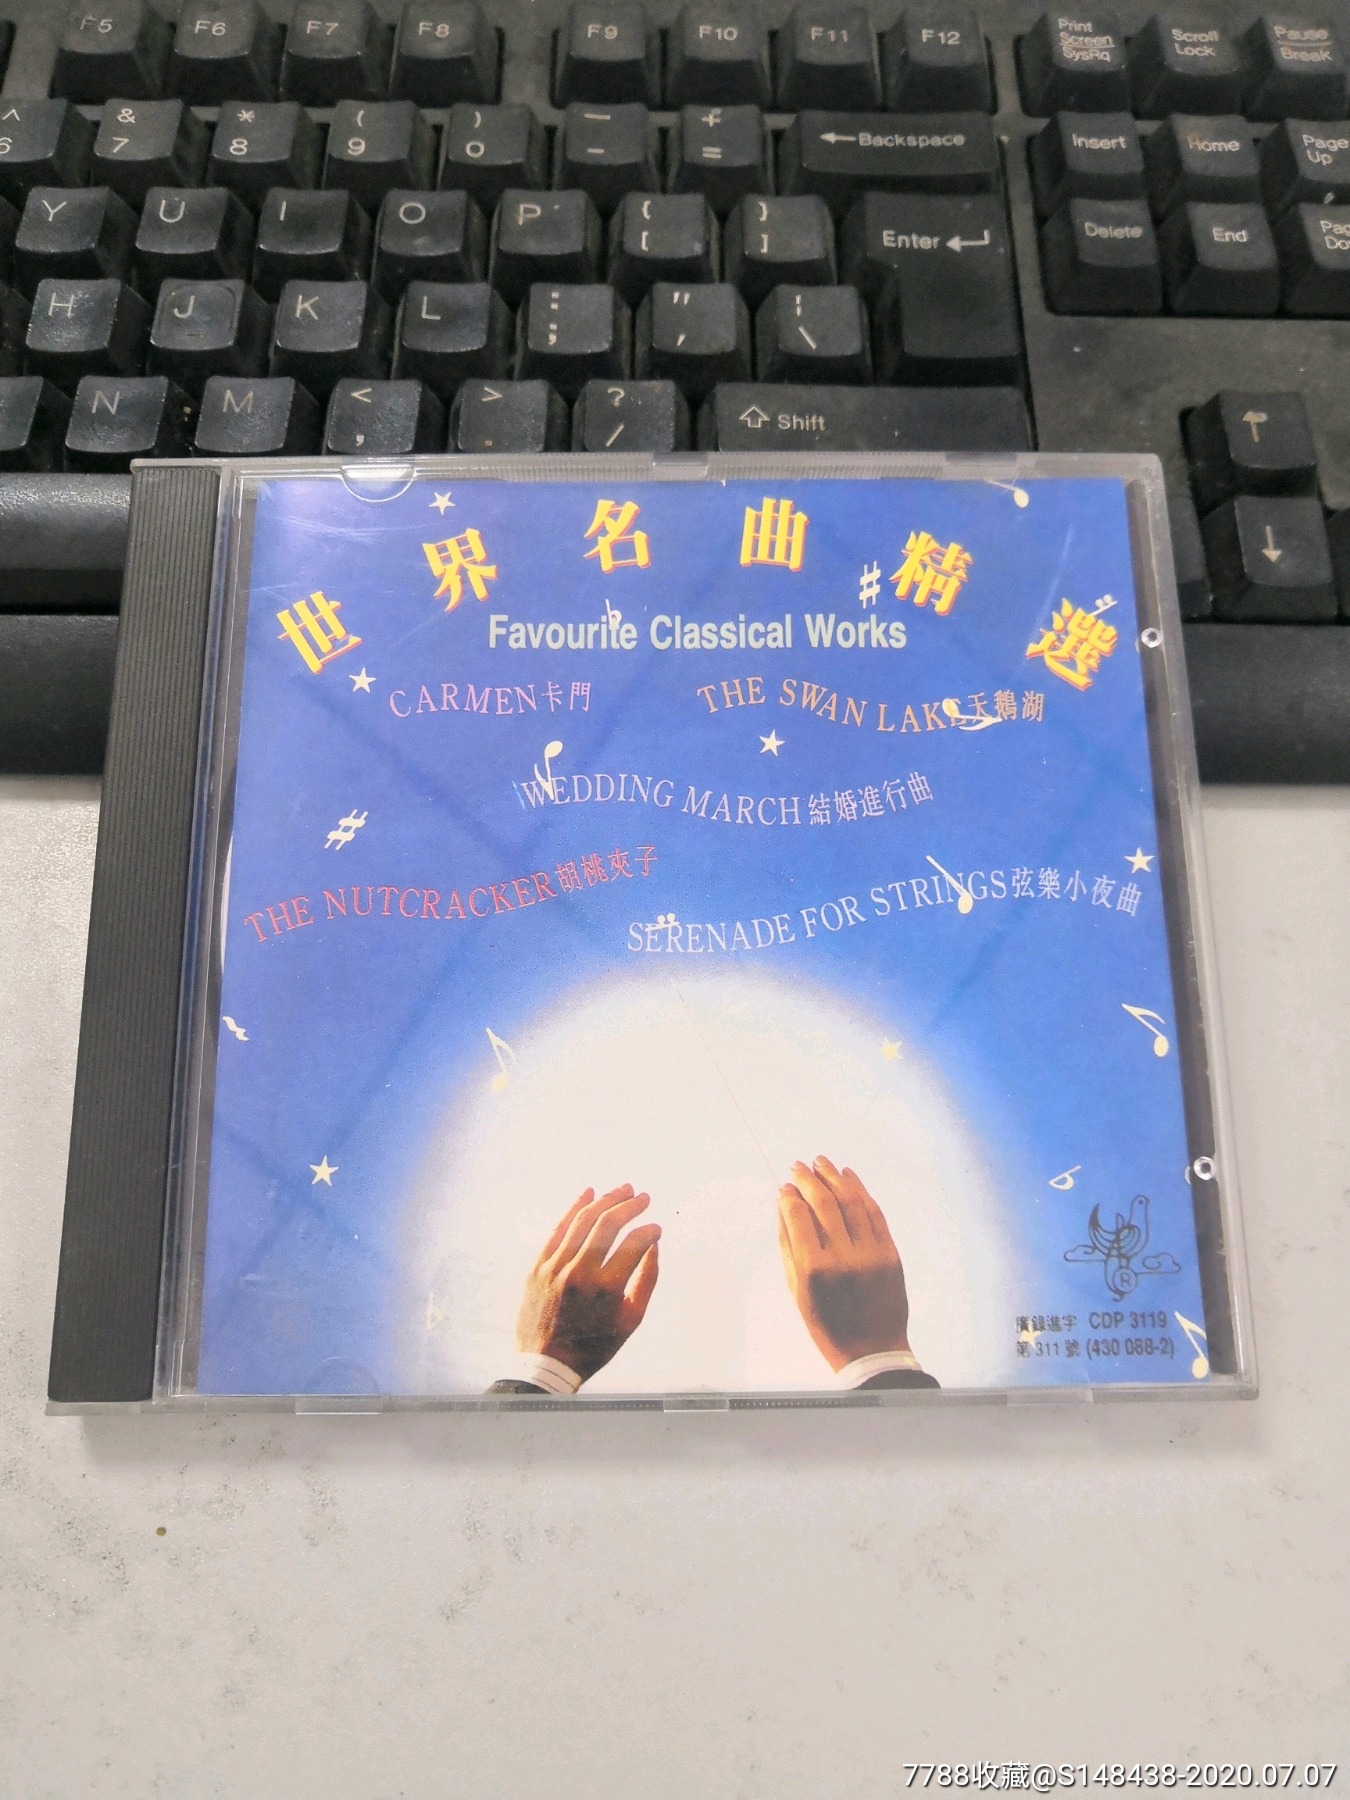 F5 F6 F7 F8 F9 F10 F11 F12 Print Screen SysRq Scroll Lock Pause Break
^ 6 & 7 * 8 ( 9 ) 0 — - + = ←Backspace Insert Home Page Up
Y U I O P { [ } ] Enter Delete End
H J K L : ; " , ¦ \
N M < , > . ? / ⇧ Shift ↑
↓
世界名曲精選
Favourite Classical Works
CARMEN卡門
THE SWAN LAKE天鵝湖
WEDDING MARCH結婚進行曲
THE NUTCRACKER胡桃夾子
SERENADE FOR STRINGS弦樂小夜曲
R
廣錄進字 CDP 3119
第 311 號 (430 088-2)
7788收藏@S148438-2020.07.07